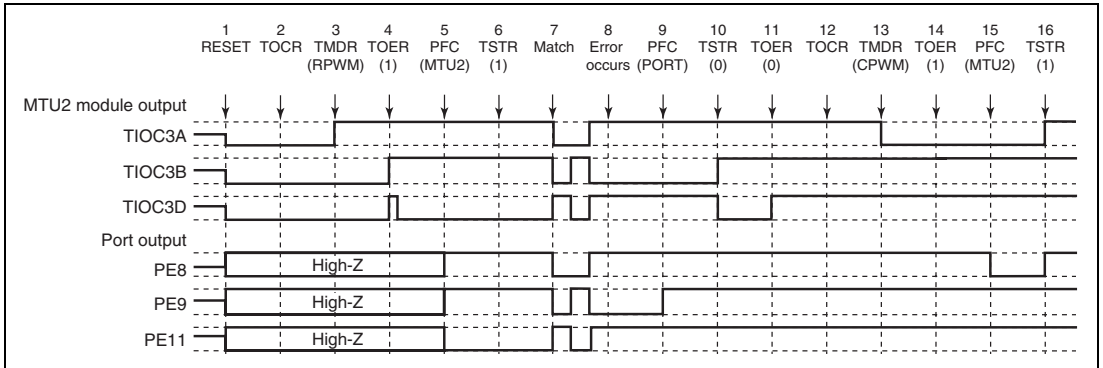 1 2 3 4 5 6 7 8 9 10 11 12 13 14 15 16
RESET TOCR TMDR TOER PFC TSTR Match Error PFC TSTR TOER TOCR TMDR TOER PFC TSTR
(RPWM) (1) (MTU2) (1) occurs (PORT) (0) (0) (CPWM) (1) (MTU2) (1)
MTU2 module output
TIOC3A
TIOC3B
TIOC3D
Port output
PE8 High-Z
PE9 High-Z
PE11 High-Z